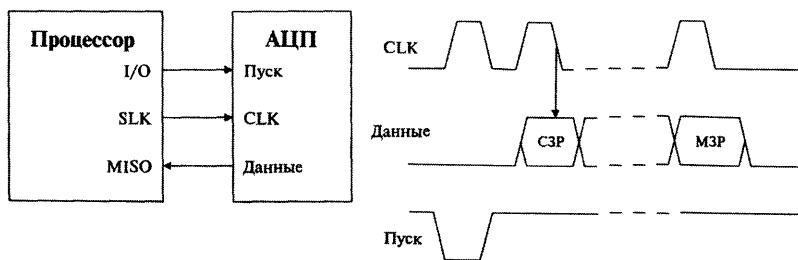 Процессор
I/O
SLK
MISO
АЦП
Пуск
CLK
Данные
CLK
Данные
СЗР
МЗР
Пуск